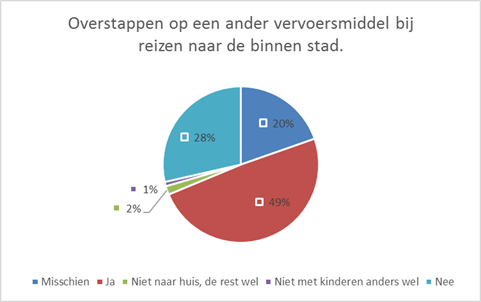 Overstappen op een ander vervoersmiddel bij
reizen naar de binnen stad.
20%
28%
1%
2%
49%
Misschien Ja Niet naar huis, de rest wel Niet met kinderen anders wel Nee